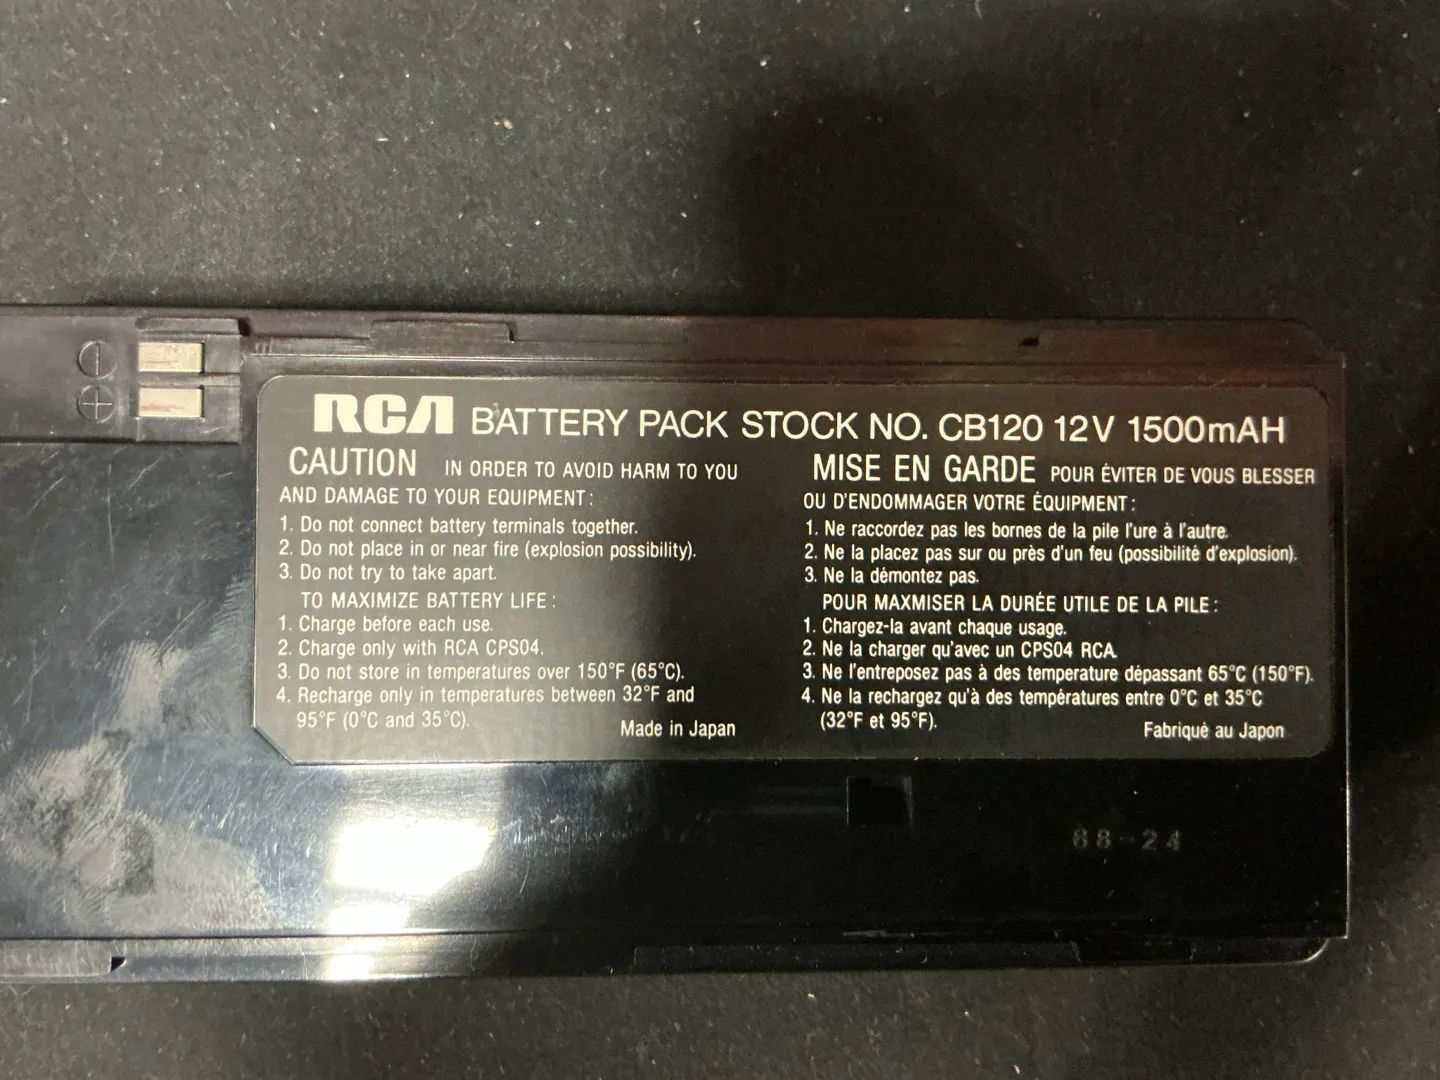 RCA BATTERY PACK STOCK NO. CB120 12V 1500mAH
CAUTION IN ORDER TO AVOID HARM TO YOU
AND DAMAGE TO YOUR EQUIPMENT:
1. Do not connect battery terminals together.
2. Do not place in or near fire (explosion possibility).
3. Do not try to take apart.
TO MAXIMIZE BATTERY LIFE:
1. Charge before each use.
2. Charge only with RCA CPS04.
3. Do not store in temperatures over 150°F (65°C).
4. Recharge only in temperatures between 32°F and
95°F (0°C and 35°C).
Made in Japan
MISE EN GARDE POUR ÉVITER DE VOUS BLESSER
OU D'ENDOMMAGER VOTRE ÉQUIPMENT:
1. Ne raccordez pas les bornes de la pile l'ure à l'autre.
2. Ne la placez pas sur ou près d'un feu (possibilité d'explosion).
3. Ne la démontez pas.
POUR MAXMISER LA DURÉE UTILE DE LA PILE:
1. Chargez-la avant chaque usage.
2. Ne la charger qu'avec un CPS04 RCA.
3. Ne l'entreposez pas à des temperature dépassant 65°C (150°F).
4. Ne la rechargez qu'à des températures entre 0°C et 35°C
(32°F et 95°F).
Fabriqué au Japon
88-24